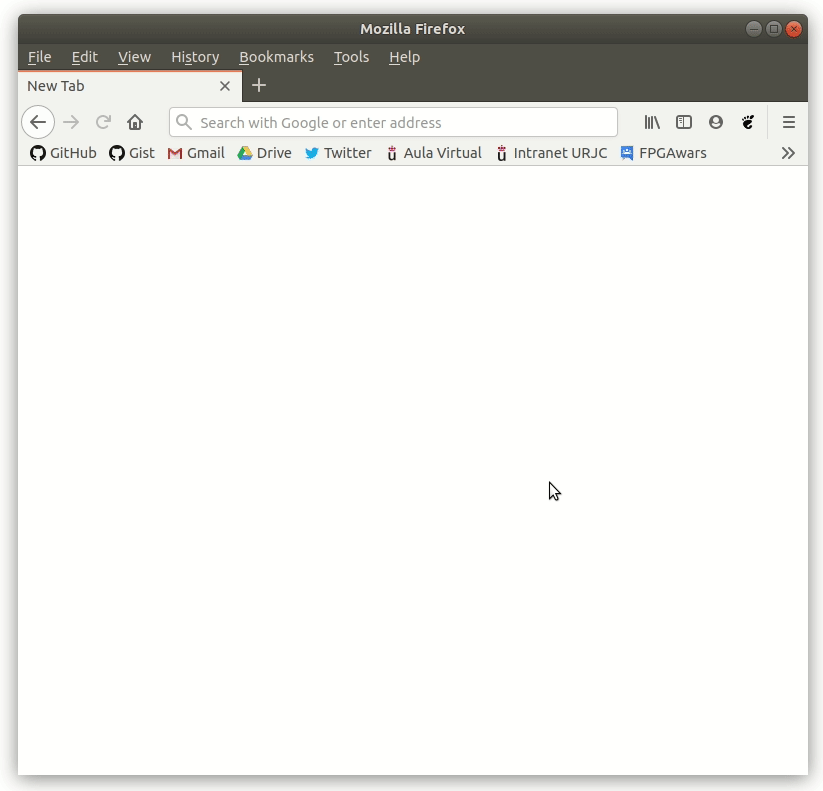 Mozilla Firefox
File Edit View History Bookmarks Tools Help
New Tab
Search with Google or enter address
GitHub Gist Gmail Drive Twitter Aula Virtual Intranet URJC FPGAwars